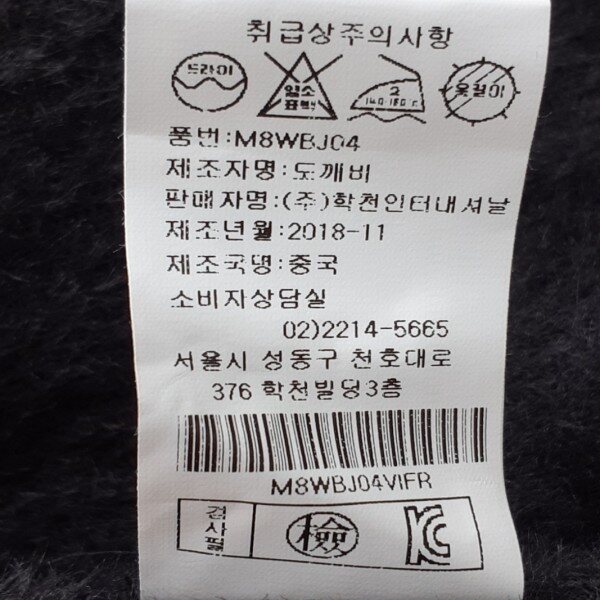 취급상주의사항
드라이 염소 표백 2 140-160℃ 옷걸이
품번:M8WBJ04
제조자명:도깨비
판매자명:(주)학천인터내셔날
제조년월:2018-11
제조국명:중국
소비자상담실
02)2214-5665
서울시 성동구 천호대로
376 학천빌딩3층
M8WBJ04VIFR
검사필 檢 KC